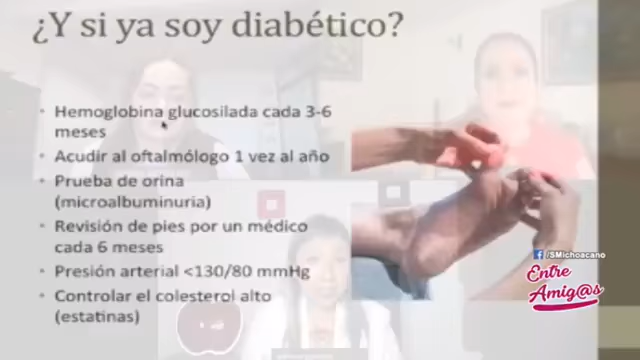 ¿Y si ya soy diabético?
• Hemoglobina glucosilada cada 3-6
meses
• Acudir al oftalmólogo 1 vez al año
• Prueba de orina
(microalbuminuria)
• Revisión de pies por un médico
cada 6 meses
• Presión arterial <130/80 mmHg
• Controlar el colesterol alto
(estatinas)
f /SMichoacano
Entre
Amig@s